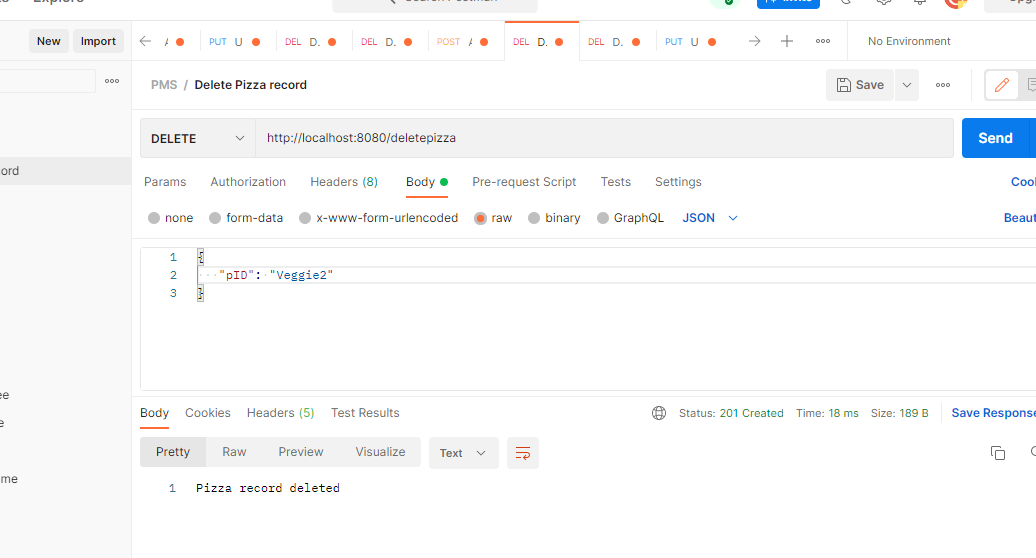 Explore
Search Postman
Invite
New Import
PUT U DEL D. DEL D. POST DEL D. DEL D. PUT U No Environment
PMS / Delete Pizza record Save
DELETE http://localhost:8080/deletepizza Send
ord
Params Authorization Headers (8) Body Pre-request Script Tests Settings Cool
none form-data x-www-form-urlencoded raw binary GraphQL JSON Beaut
1 {
2 "pID": "Veggie2"
3 }
ee
e
me
Body Cookies Headers (5) Test Results Status: 201 Created Time: 18 ms Size: 189 B Save Response
Pretty Raw Preview Visualize Text
1 Pizza record deleted